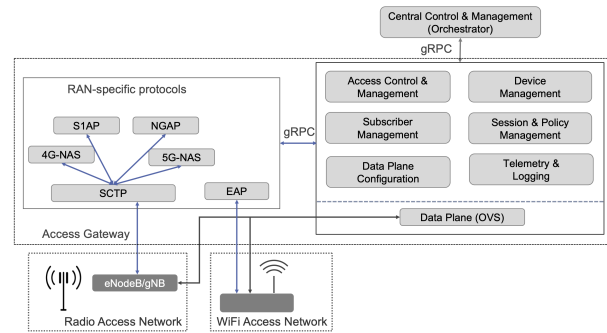 Central Control & Management
(Orchestrator)
gRPC
RAN-specific protocols
S1AP
NGAP
4G-NAS
5G-NAS
SCTP
EAP
gRPC
Access Control &
Management
Device
Management
Subscriber
Management
Session & Policy
Management
Data Plane
Configuration
Telemetry &
Logging
Data Plane (OVS)
Access Gateway
eNodeB/gNB
Radio Access Network
WiFi Access Network